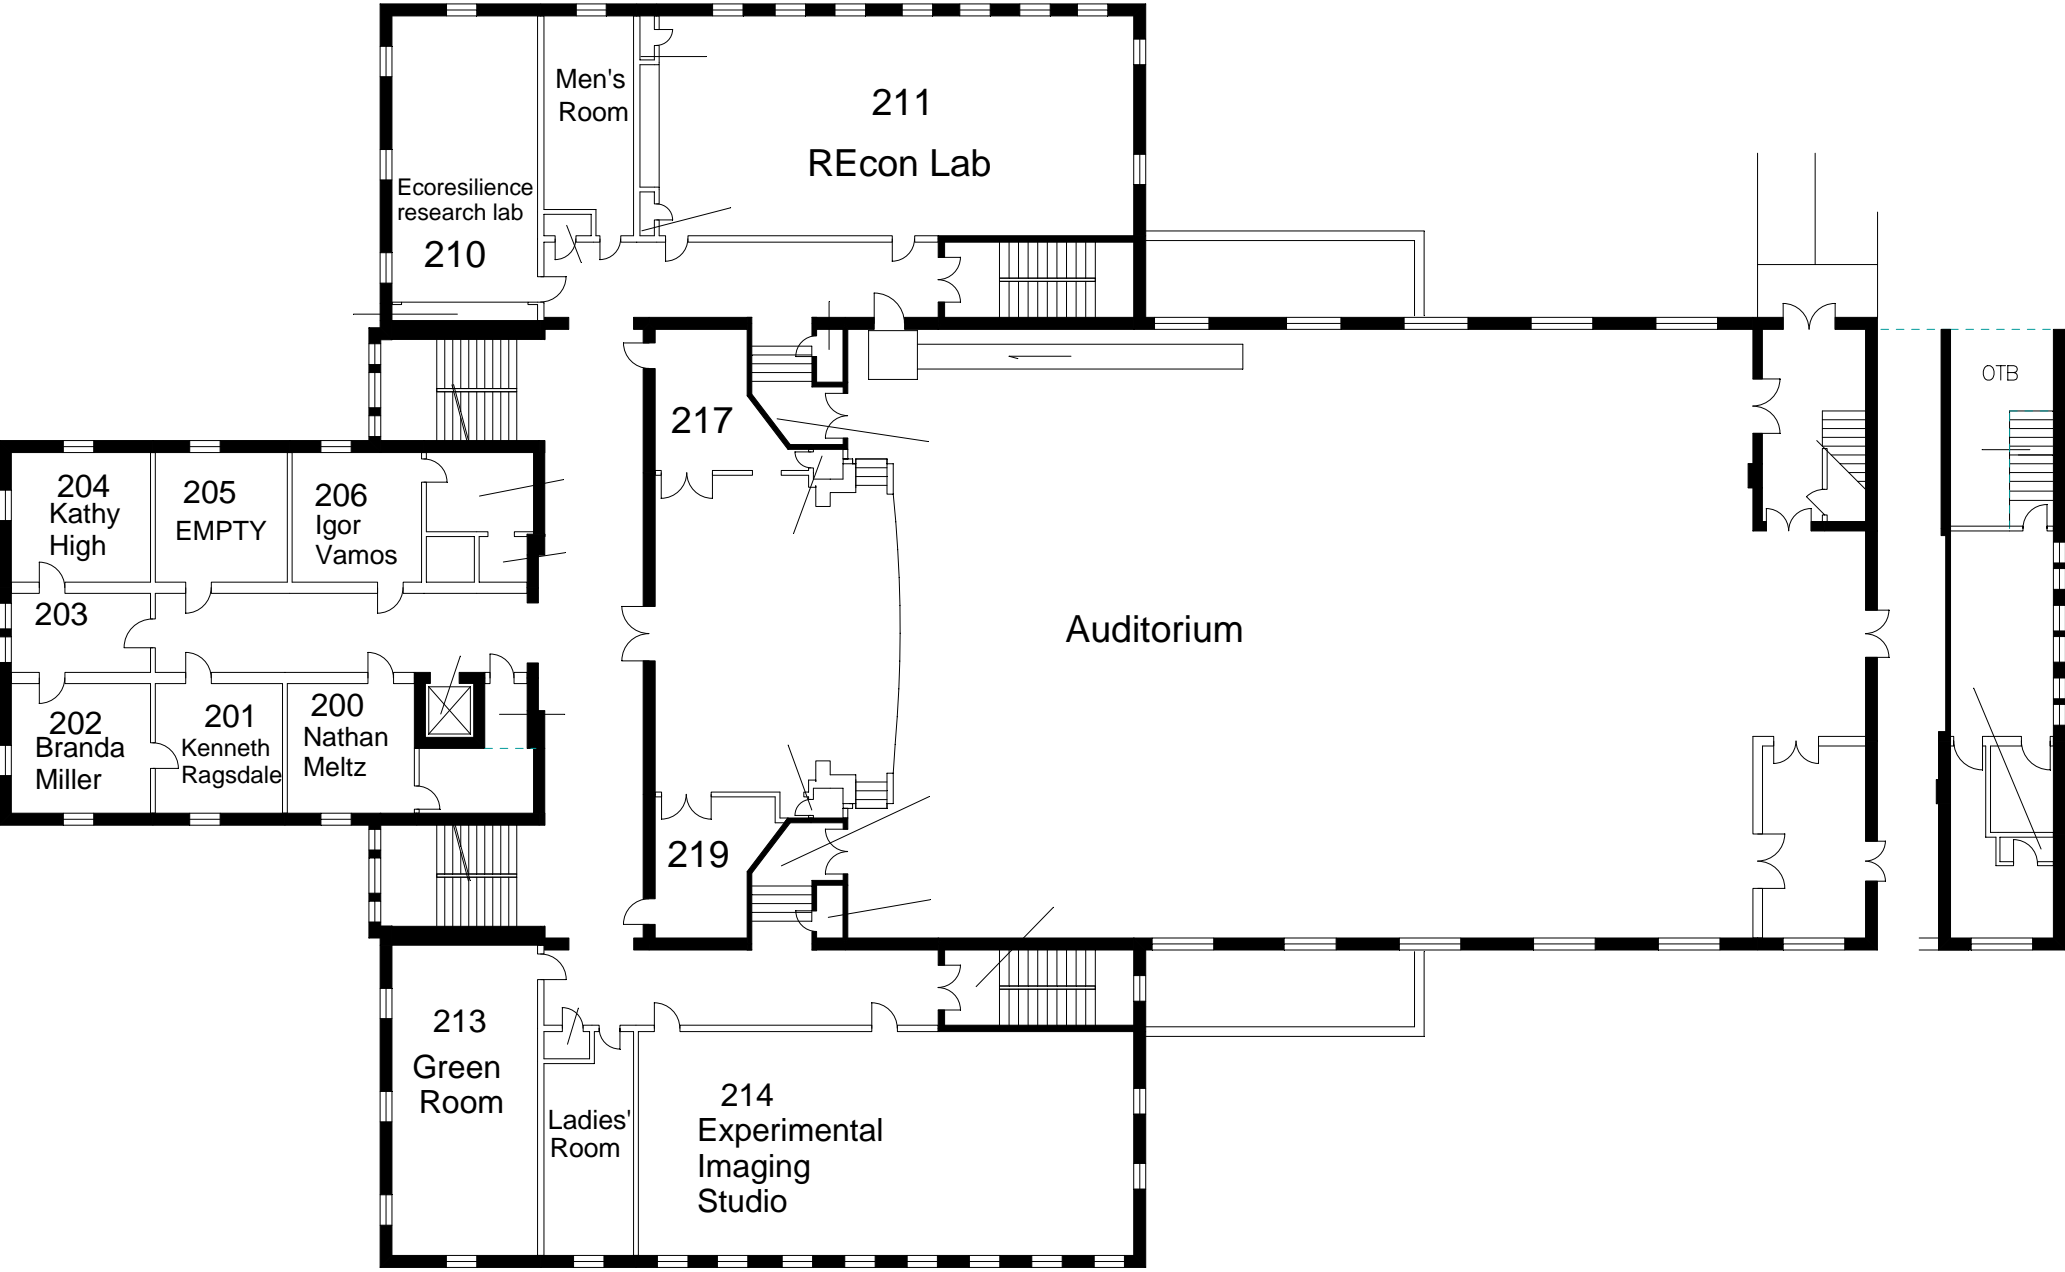 Men's
Room
211
REcon Lab
Ecoresilience
research lab
210
OTB
217
204
Kathy
High
205
EMPTY
206
Igor
Vamos
203
Auditorium
202
Branda
Miller
201
Kenneth
Ragsdale
200
Nathan
Meltz
219
213
Green
Room
Ladies'
Room
214
Experimental
Imaging
Studio